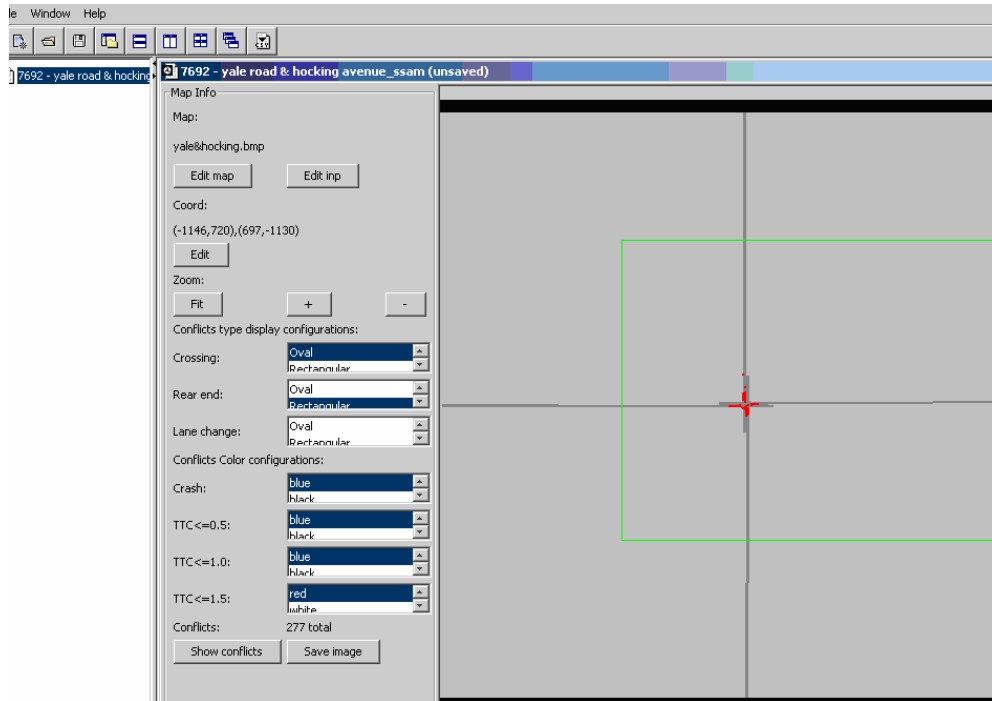 le Window Help
7692 - yale road & hocking
7692 - yale road & hocking avenue_ssam (unsaved)
Map Info
Map:
yale&hocking.bmp
Edit map Edit inp
Coord:
(-1146,720),(697,-1130)
Edit
Zoom:
Fit + -
Conflicts type display configurations:
Crossing: Oval
Rectangular
Rear end: Oval
Rectangular
Lane change: Oval
Rectangular
Conflicts Color configurations:
Crash: blue
black
TTC<=0.5: blue
black
TTC<=1.0: blue
black
TTC<=1.5: red
white
Conflicts: 277 total
Show conflicts Save image